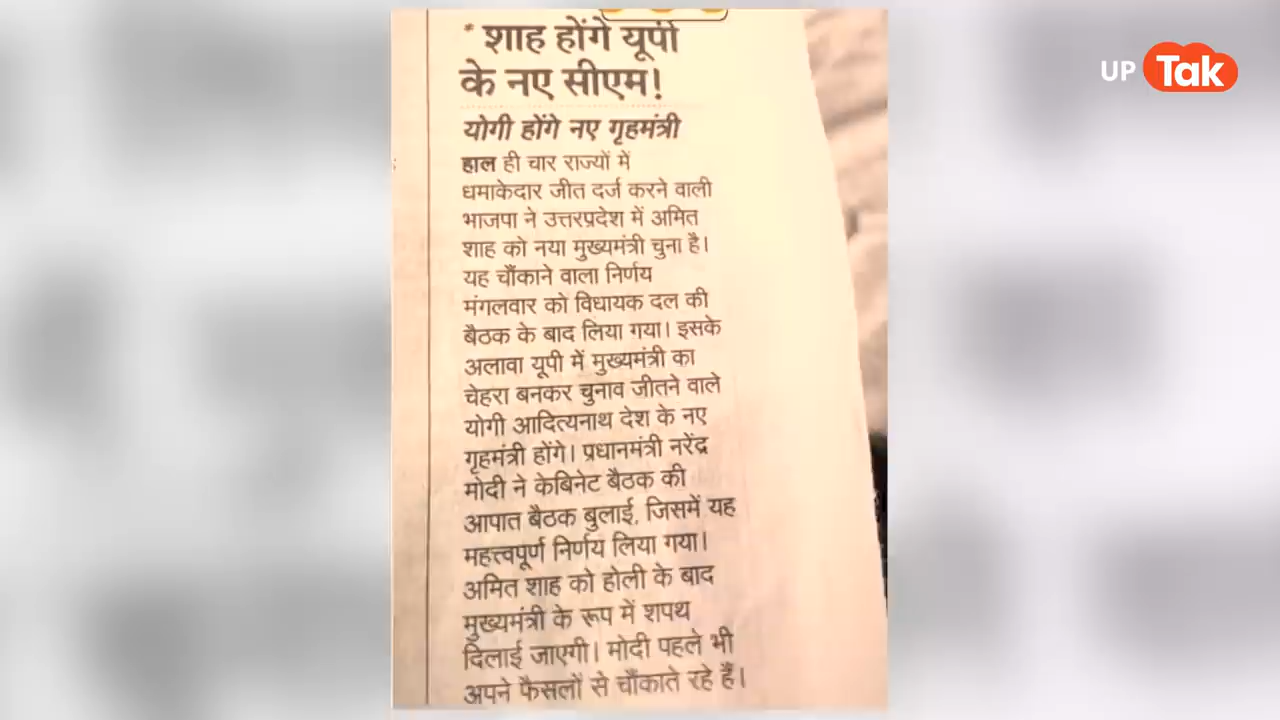 * शाह होंगे यूपी
के नए सीएम!
योगी होंगे नए गृहमंत्री
हाल ही चार राज्यों में
धमाकेदार जीत दर्ज करने वाली
भाजपा ने उत्तरप्रदेश में अमित
शाह को नया मुख्यमंत्री चुना है।
यह चौंकाने वाला निर्णय
मंगलवार को विधायक दल की
बैठक के बाद लिया गया। इसके
अलावा यूपी में मुख्यमंत्री का
चेहरा बनकर चुनाव जीतने वाले
योगी आदित्यनाथ देश के नए
गृहमंत्री होंगे। प्रधानमंत्री नरेंद्र
मोदी ने केबिनेट बैठक की
आपात बैठक बुलाई, जिसमें यह
महत्त्वपूर्ण निर्णय लिया गया।
अमित शाह को होली के बाद
मुख्यमंत्री के रूप में शपथ
दिलाई जाएगी। मोदी पहले भी
अपने फैसलों से चौंकाते रहे हैं।
UP Tak